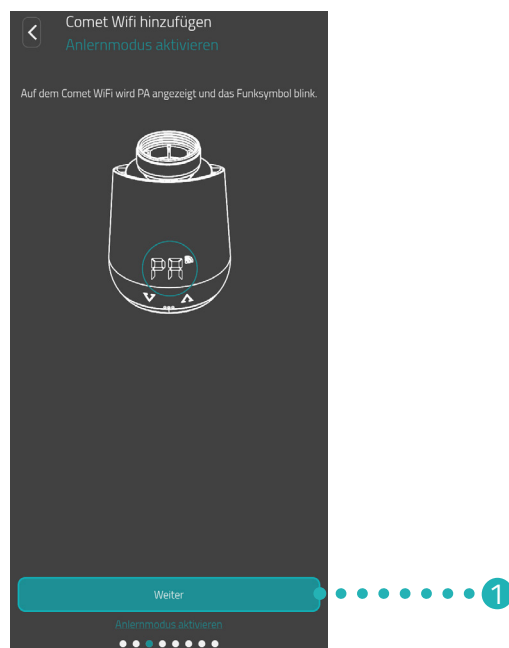 Comet Wifi hinzufügen
Anlernmodus aktivieren
Auf dem Comet WiFi wird PA angezeigt und das Funksymbol blink.
PA
Weiter
1
Anlernmodus aktivieren